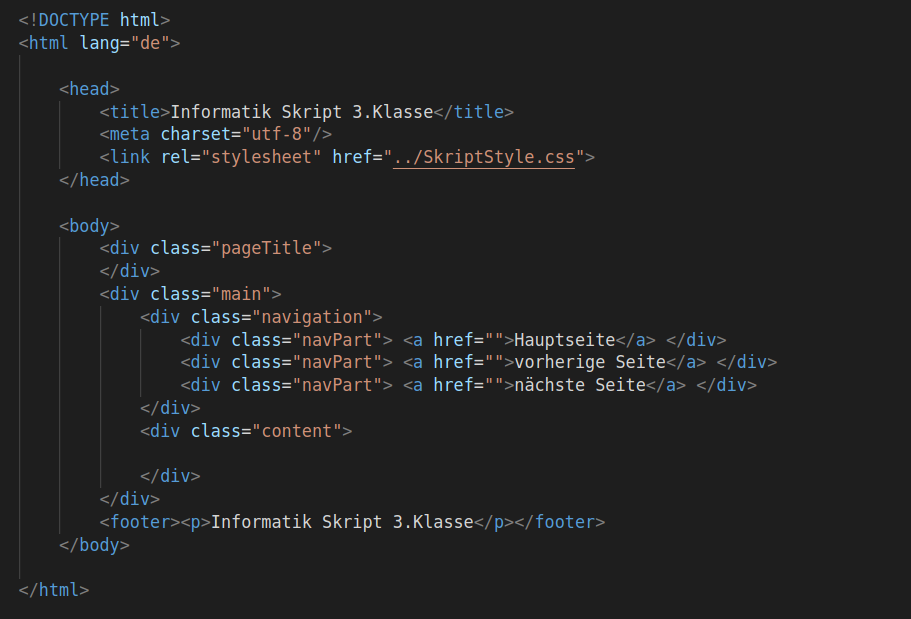 <!DOCTYPE html>
<html lang="de">
<head>
<title>Informatik Skript 3.Klasse</title>
<meta charset="utf-8"/>
<link rel="stylesheet" href="../SkriptStyle.css">
</head>
<body>
<div class="pageTitle">
</div>
<div class="main">
<div class="navigation">
<div class="navPart"> <a href="">Hauptseite</a> </div>
<div class="navPart"> <a href="">vorherige Seite</a> </div>
<div class="navPart"> <a href="">nächste Seite</a> </div>
</div>
<div class="content">
</div>
</div>
<footer><p>Informatik Skript 3.Klasse</p></footer>
</body>
</html>